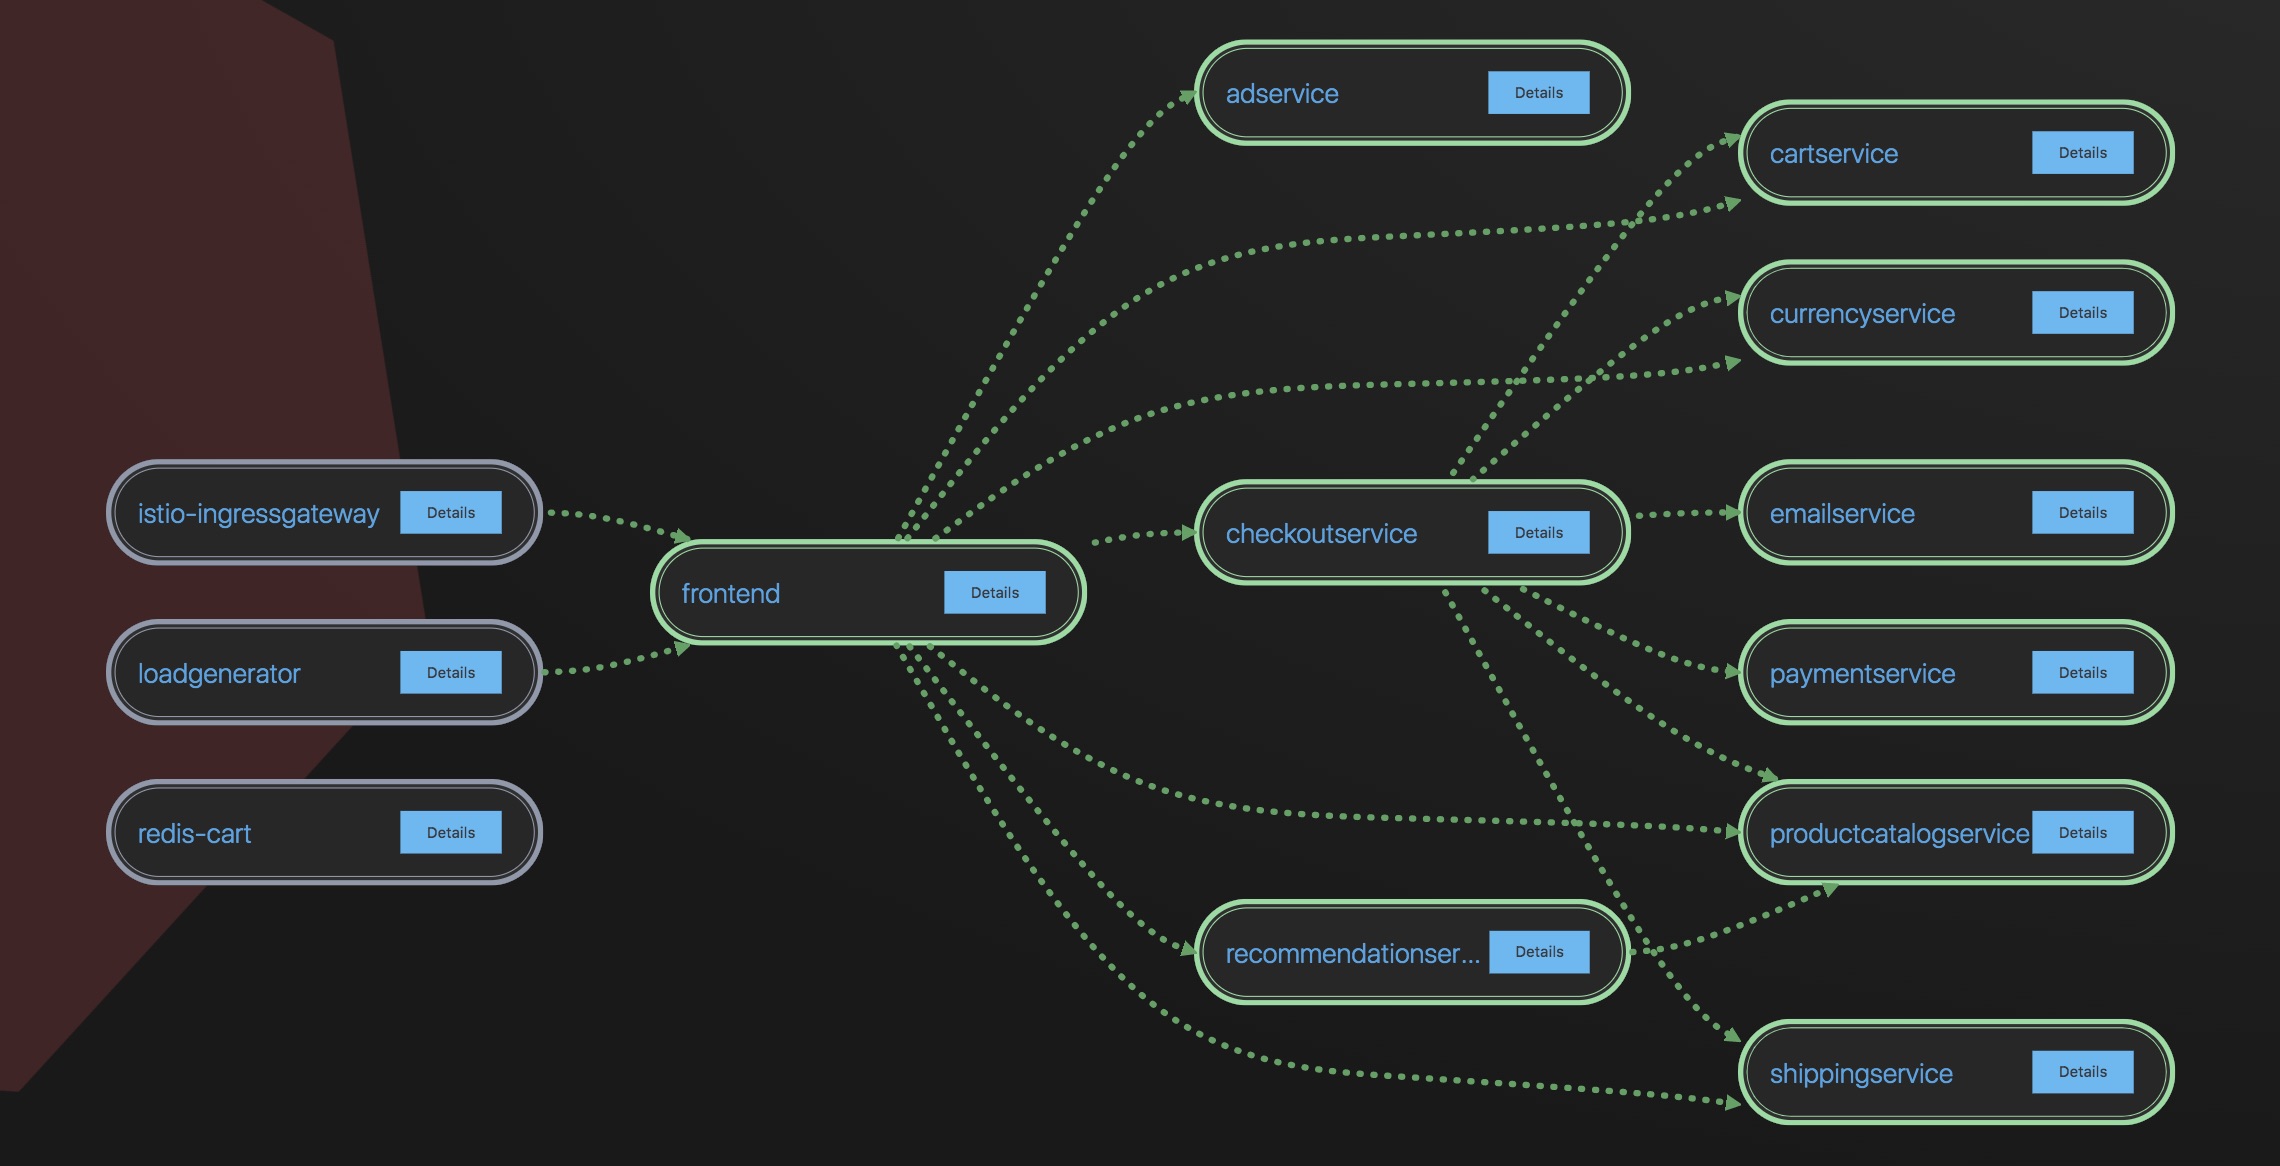 adservice
Details
cartservice
Details
currencyservice
Details
istio-ingressgateway
Details
checkoutservice
Details
emailservice
Details
frontend
Details
loadgenerator
Details
paymentservice
Details
redis-cart
Details
productcatalogservice
Details
recommendationser...
Details
shippingservice
Details